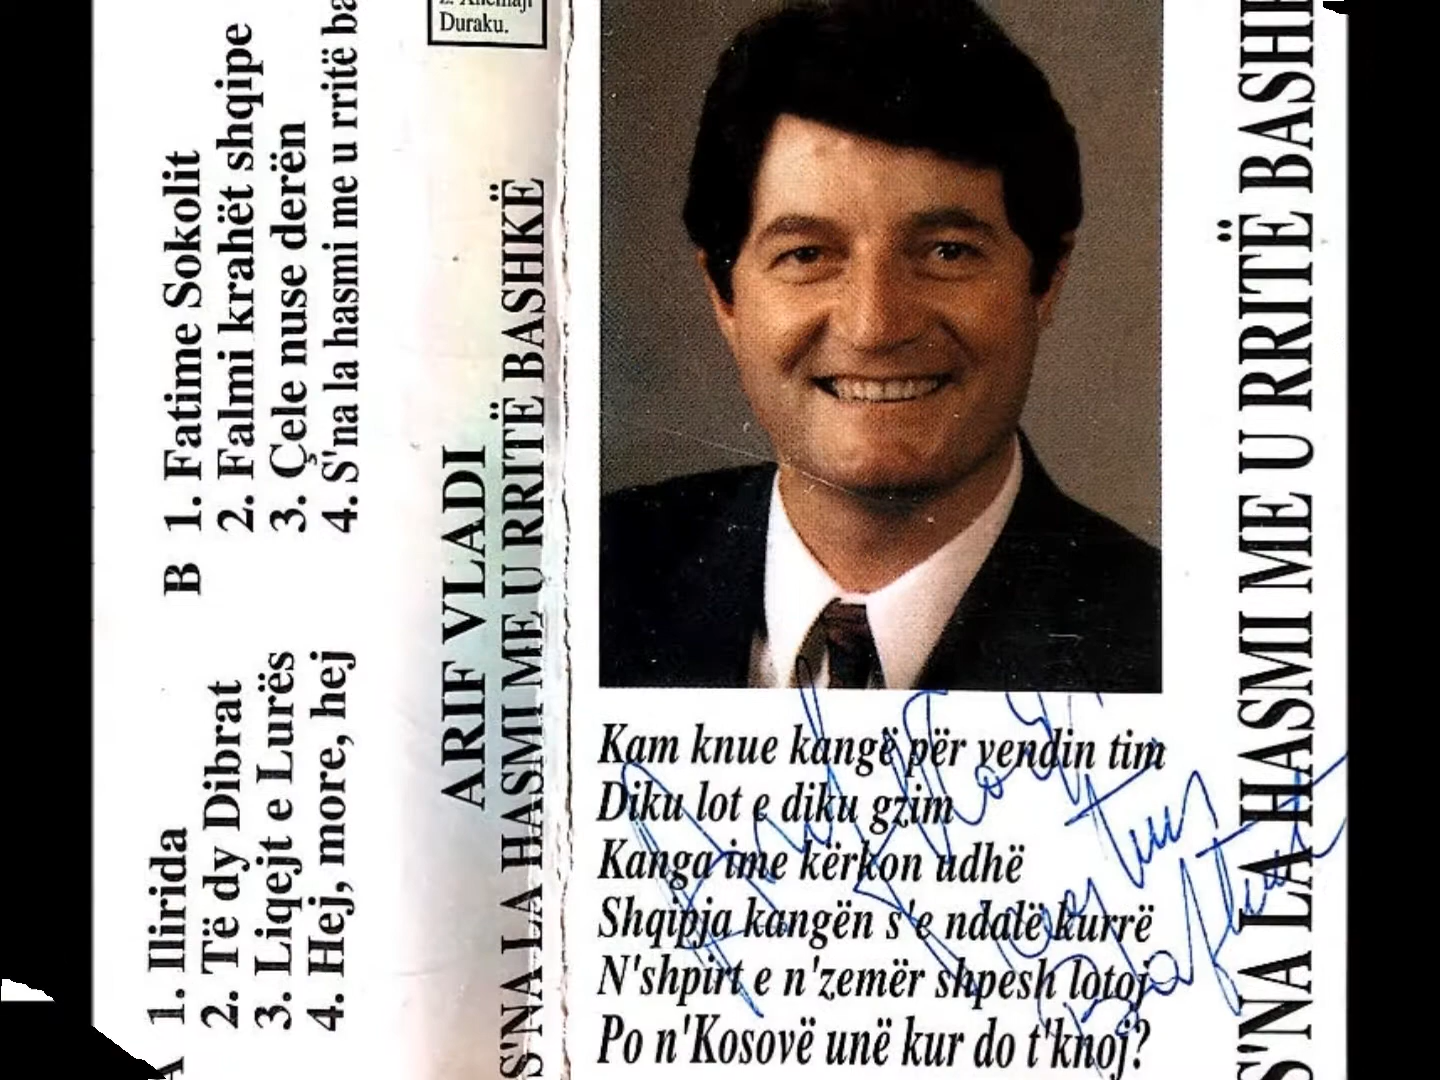 Duraku.
A
1. Ilirida
2. Të dy Dibrat
3. Liqejt e Lurës
4. Hej, more, hej
B
1. Fatime Sokolit
2. Falmi krahët shqipe
3. Çele nuse derën
4. S'na la hasmi me u rritë
ARIF VLADI
S'NA LA HASMI ME U RRITË BASHKË
Kam knue kangë për vendin tim
Diku lot e diku gzim
Kanga ime kërkon udhë
Shqipja kangën s'e ndalë kurrë
N'shpirt e n'zemër shpesh lotoj
Po n'Kosovë unë kur do t'knoj?
S'NA LA HASMI ME U RRITË